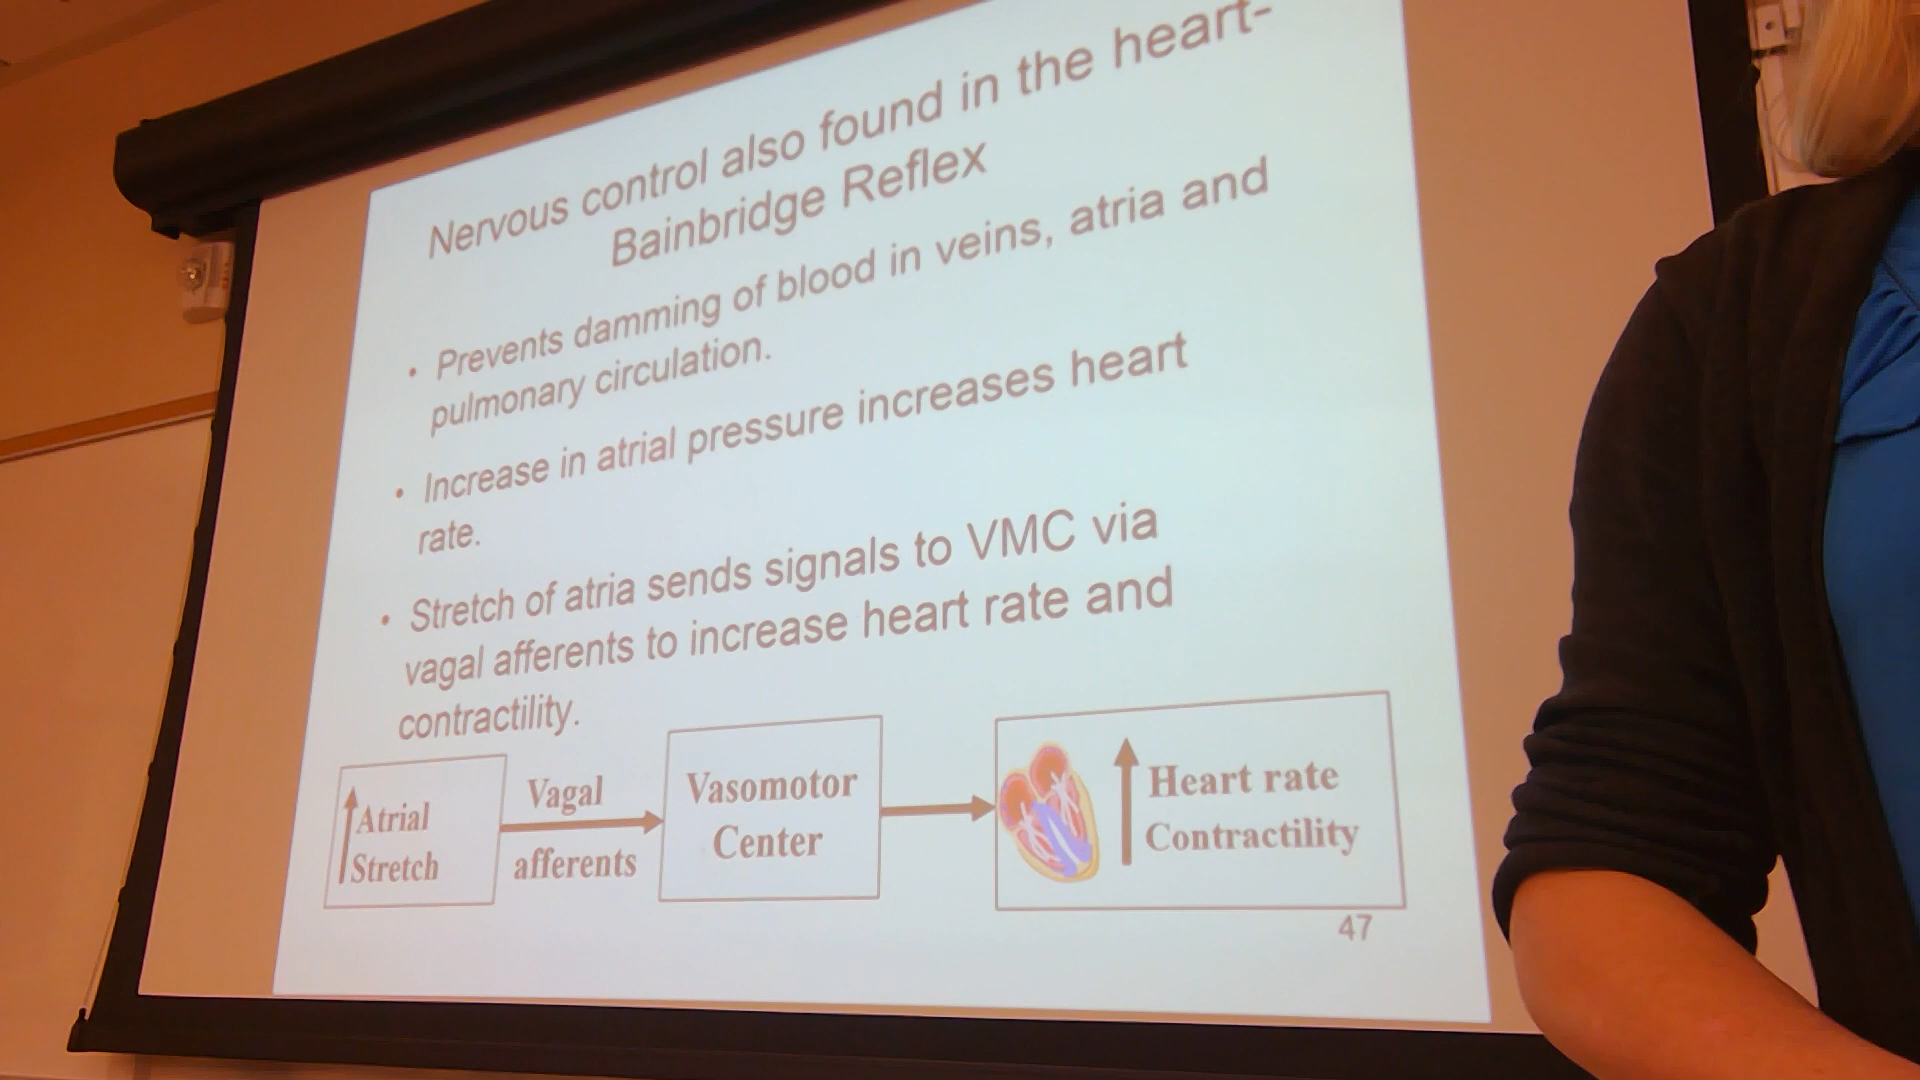 Nervous control also found in the heart-
Bainbridge Reflex
• Prevents damming of blood in veins, atria and
pulmonary circulation.
• Increase in atrial pressure increases heart
rate.
• Stretch of atria sends signals to VMC via
vagal afferents to increase heart rate and
contractility.
Atrial
Stretch
Vagal
afferents
Vasomotor
Center
Heart rate
Contractility
47